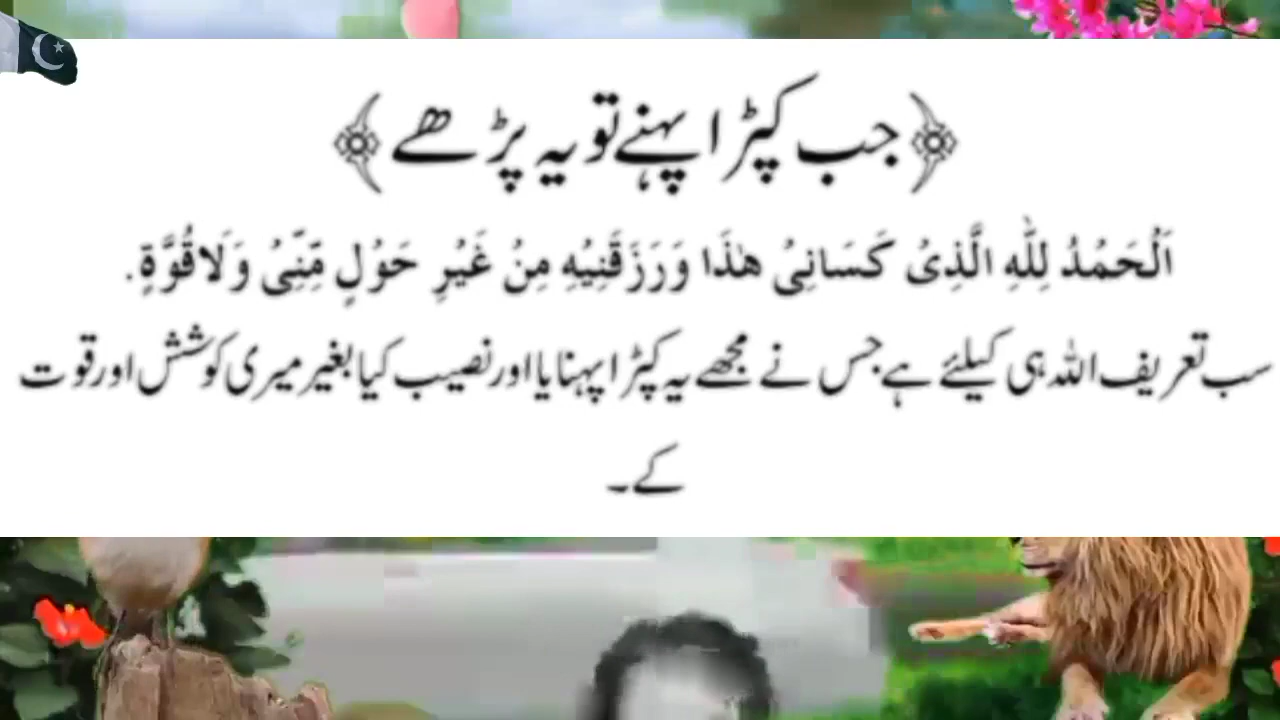 ﴿جب کپڑا پہنے تو یہ پڑھے﴾
اَلْحَمْدُ لِلّٰهِ الَّذِیْ كَسَانِیْ هٰذَا وَرَزَقَنِیْهِ مِنْ غَیْرِ حَوْلٍ مِّنِّیْ وَلَا قُوَّةٍ.
سب تعریف اللہ ہی کیلئے ہے جس نے مجھے یہ کپڑا پہنایا اور نصیب کیا بغیر میری کوشش اور قوت
کے۔